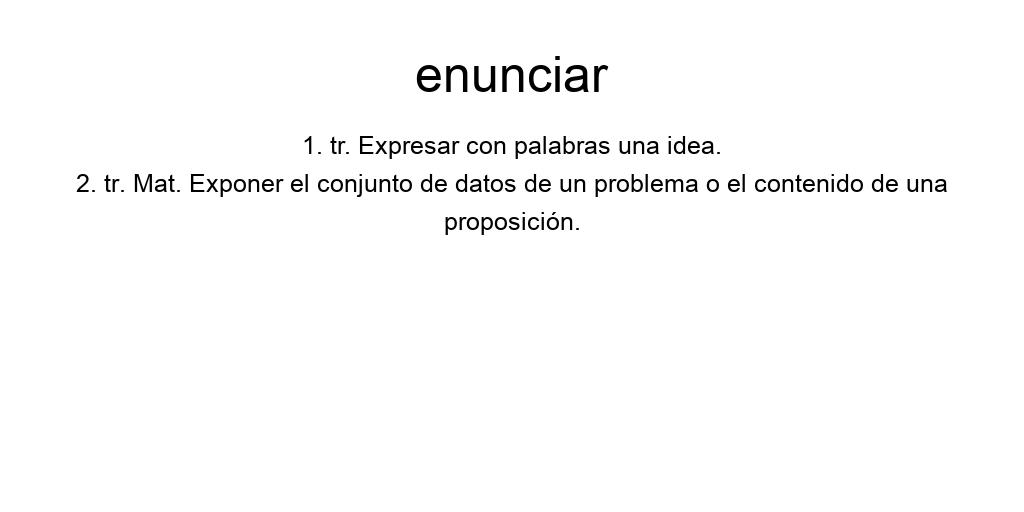 enunciar
1. tr. Expresar con palabras una idea.
2. tr. Mat. Exponer el conjunto de datos de un problema o el contenido de una
proposición.